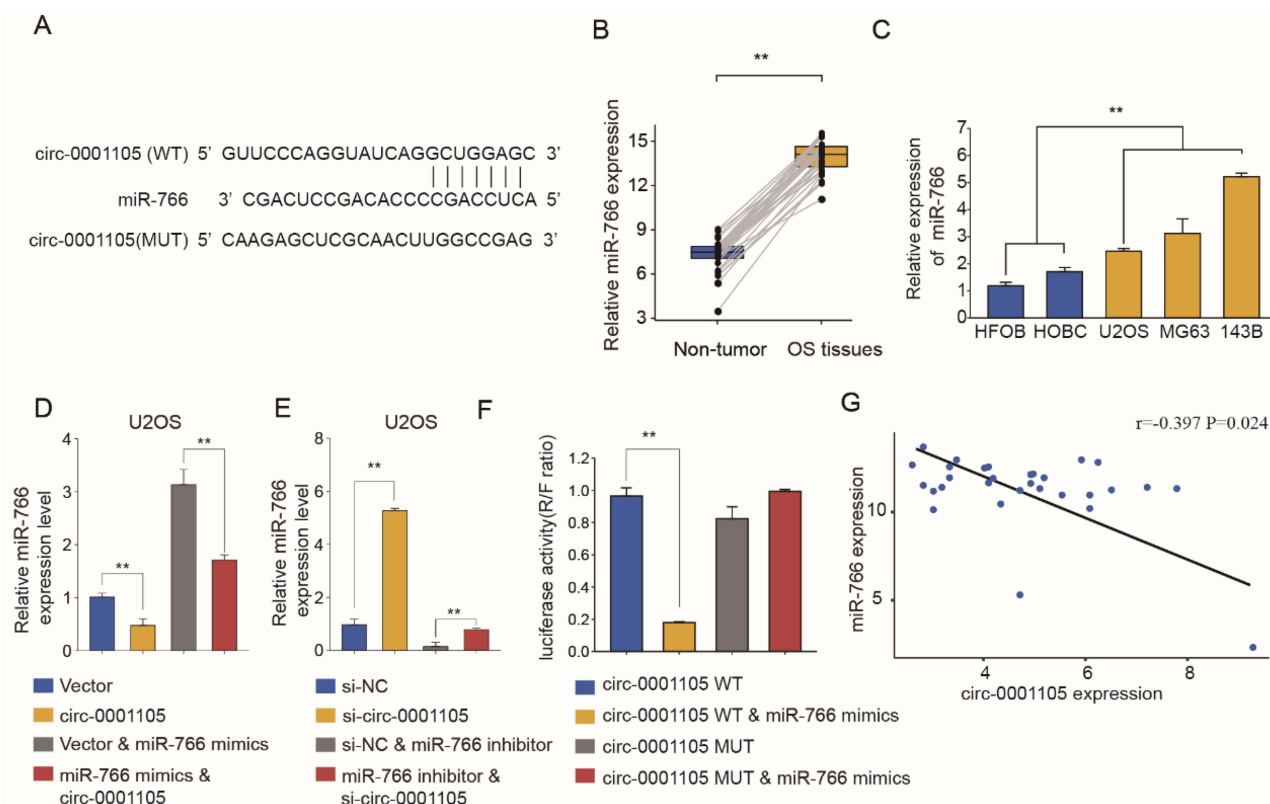 A
circ-0001105 (WT) 5’ GUUCCCAGGUAUCAGGCUGGAGC 3’
miR-766 3’ CGACUCCGACACCCCGACCUCA 5’
circ-0001105(MUT) 5’ CAAGAGCUCGCAACUUGGCCGAG 3’
B
**
Relative miR-766 expression
15
12
9
6
3
Non-tumor OS tissues
C
**
Relative expression
of miR-766
7
6
5
4
3
2
1
0
HFOB HOBC U2OS MG63 143B
D
U2OS
Relative miR-766
expression level
4
3
2
1
0
**
**
Vector
circ-0001105
Vector & miR-766 mimics
miR-766 mimics &
circ-0001105
E
U2OS
Relative miR-766
expression level
8
6
4
2
0
**
**
si-NC
si-circ-0001105
si-NC & miR-766 inhibitor
miR-766 inhibitor &
si-circ-0001105
F
luciferase activity(R/F ratio)
1.2
1.0
0.8
0.6
0.4
0.2
0.0
**
circ-0001105 WT
circ-0001105 WT & miR-766 mimics
circ-0001105 MUT
circ-0001105 MUT & miR-766 mimics
G
r=-0.397 P=0.024
miR-766 expression
10
5
4 6 8
circ-0001105 expression